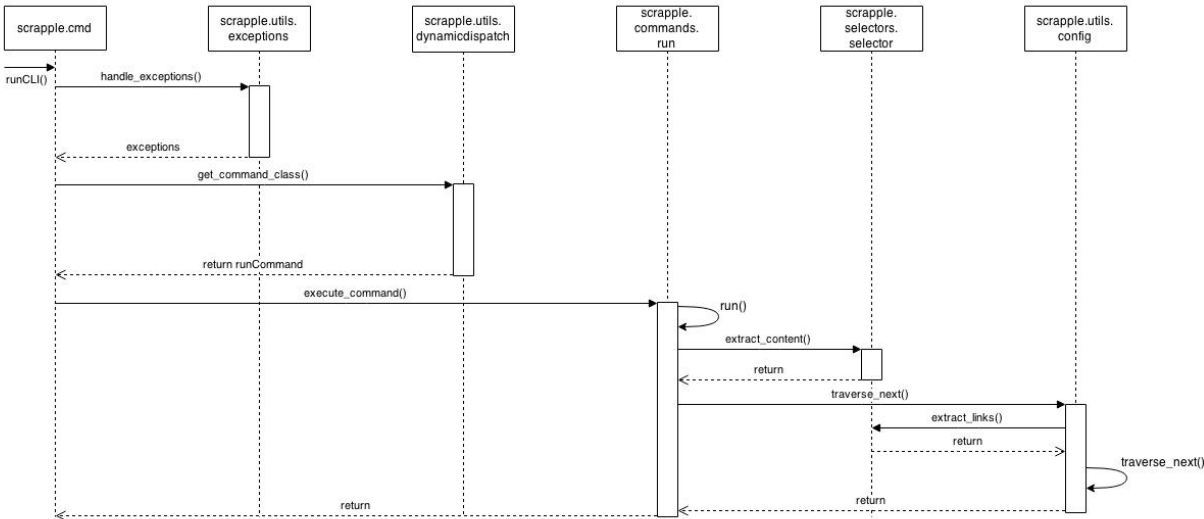 scrapple.cmd
scrapple.utils.
exceptions
scrapple.utils.
dynamicdispatch
scrapple.
commands.
run
scrapple.
selectors.
selector
scrapple.utils.
config
runCLI()
handle_exceptions()
exceptions
get_command_class()
return runCommand
execute_command()
run()
extract_content()
return
traverse_next()
extract_links()
return
traverse_next()
return
return